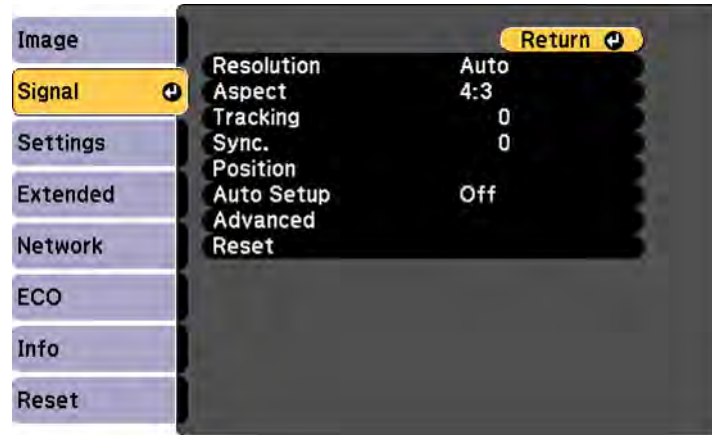 Image
Signal
Settings
Extended
Network
ECO
Info
Reset
Return
Resolution Auto
Aspect 4:3
Tracking 0
Sync. 0
Position
Auto Setup Off
Advanced
Reset